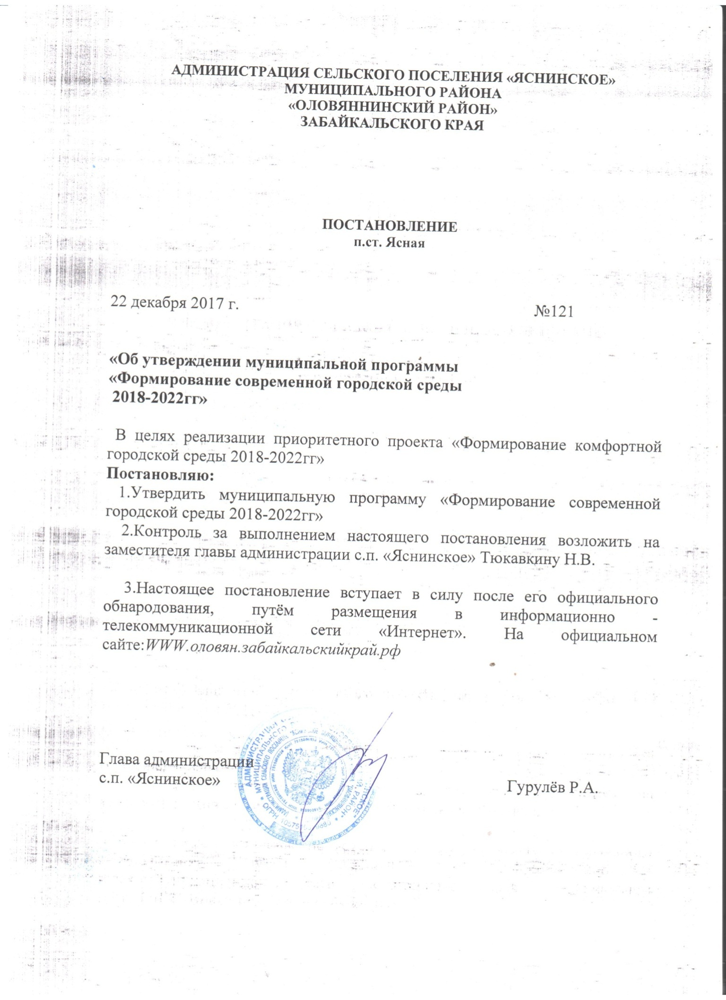 АДМИНИСТРАЦИЯ СЕЛЬСКОГО ПОСЕЛЕНИЯ «ЯСНИНСКОЕ»
МУНИЦИПАЛЬНОГО РАЙОНА
«ОЛОВЯННИНСКИЙ РАЙОН»
ЗАБАЙКАЛЬСКОГО КРАЯ
ПОСТАНОВЛЕНИЕ
п.ст. Ясная
22 декабря 2017 г. №121
«Об утверждении муниципальной программы
«Формирование современной городской среды
2018-2022гг»
В целях реализации приоритетного проекта «Формирование комфортной
городской среды 2018-2022гг»
Постановляю:
1.Утвердить муниципальную программу «Формирование современной
городской среды 2018-2022гг»
2.Контроль за выполнением настоящего постановления возложить на
заместителя главы администрации с.п. «Яснинское» Тюкавкину Н.В.
3.Настоящее постановление вступает в силу после его официального
обнародования, путём размещения в информационно -
телекоммуникационной сети «Интернет». На официальном
сайте:WWW.оловян.забайкальскийкрай.рф
Глава администрации
с.п. «Яснинское» Гурулёв Р.А.
АДМИНИСТРАЦИЯ
МУНИЦИПАЛЬНОГО
РАЙОН"
ОГРН